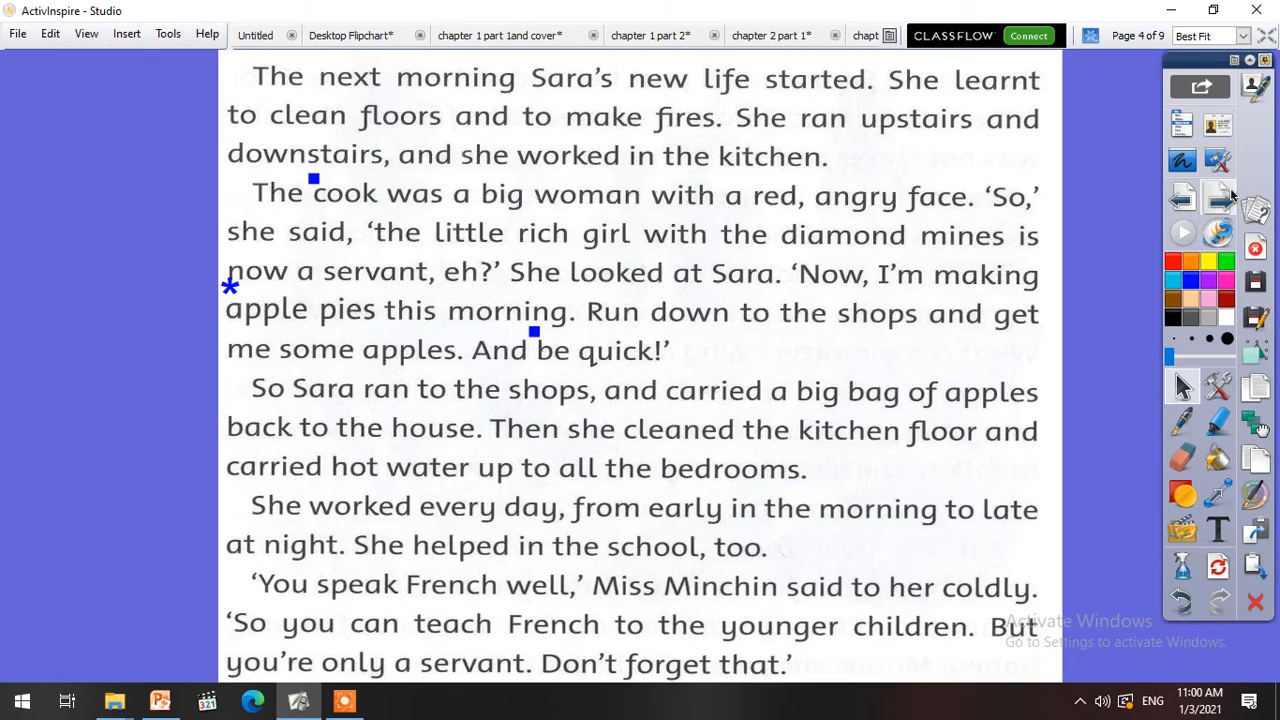 ActivInspire - Studio
File Edit View Insert Tools Help Untitled Desktop Flipchart* chapter 1 part 1and cover* chapter 1 part 2* chapter 2 part 1* chapt CLASSFLOW Connect Page 4 of 9 Best Fit
The next morning Sara's new life started. She learnt
to clean floors and to make fires. She ran upstairs and
downstairs, and she worked in the kitchen.
The cook was a big woman with a red, angry face. 'So,'
she said, 'the little rich girl with the diamond mines is
now a servant, eh?' She looked at Sara. 'Now, I'm making
*
apple pies this morning. Run down to the shops and get
me some apples. And be quick!'
So Sara ran to the shops, and carried a big bag of apples
back to the house. Then she cleaned the kitchen floor and
carried hot water up to all the bedrooms.
She worked every day, from early in the morning to late
at night. She helped in the school, too.
'You speak French well,' Miss Minchin said to her coldly.
'So you can teach French to the younger children. But
you're only a servant. Don't forget that.'
Activate Windows
Go to Settings to activate Windows.
321
ENG
11:00 AM
1/3/2021